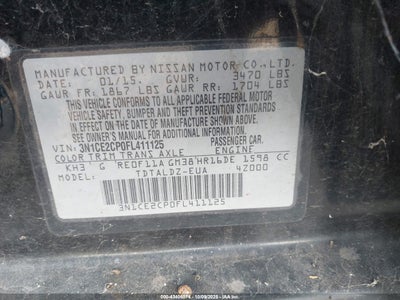 MANUFACTURED BY NISSAN MOTOR CO., LTD.
DATE: 01/15. GVWR: 3470 LBS
GAWR FR: 1867 LBS GAWR RR: 1704 LBS
THIS VEHICLE CONFORMS TO ALL APPLICABLE FEDERAL MOTOR
VEHICLE SAFETY, BUMPER, AND THEFT PREVENTION STANDARDS
IN EFFECT ON THE DATE OF MANUFACTURE SHOWN ABOVE.
SEE OWNER'S MANUAL FOR ADDITIONAL INFORMATION.
VIN: 3N1CE2CP0FL411125 PASSENGER CAR.
COLOR TRIM TRANS AXLE ENGINE
KH3 G RE0F11A GM38 HR16DE 1598 CC
TDTALDZ-EUA 4Z000
3N1CE2CP0FL411125